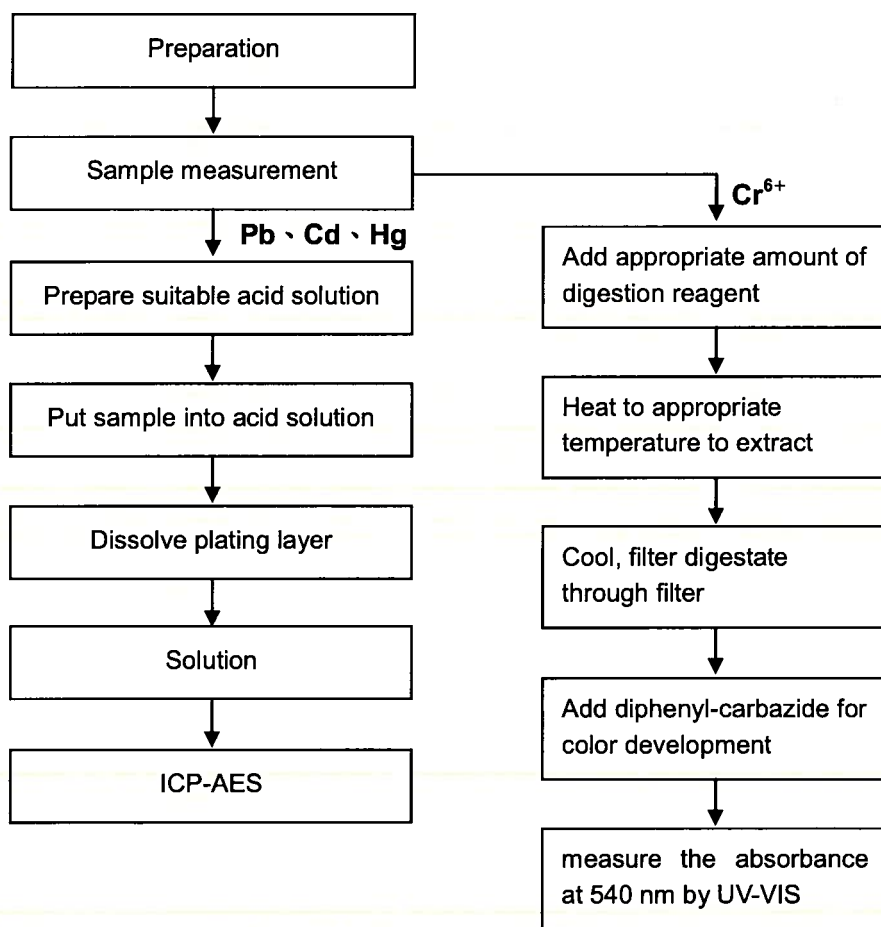 Preparation
Sample measurement
Pb、Cd、Hg
Prepare suitable acid solution
Put sample into acid solution
Dissolve plating layer
Solution
ICP-AES
Cr⁶⁺
Add appropriate amount of
digestion reagent
Heat to appropriate
temperature to extract
Cool, filter digestate
through filter
Add diphenyl-carbazide for
color development
measure the absorbance
at 540 nm by UV-VIS